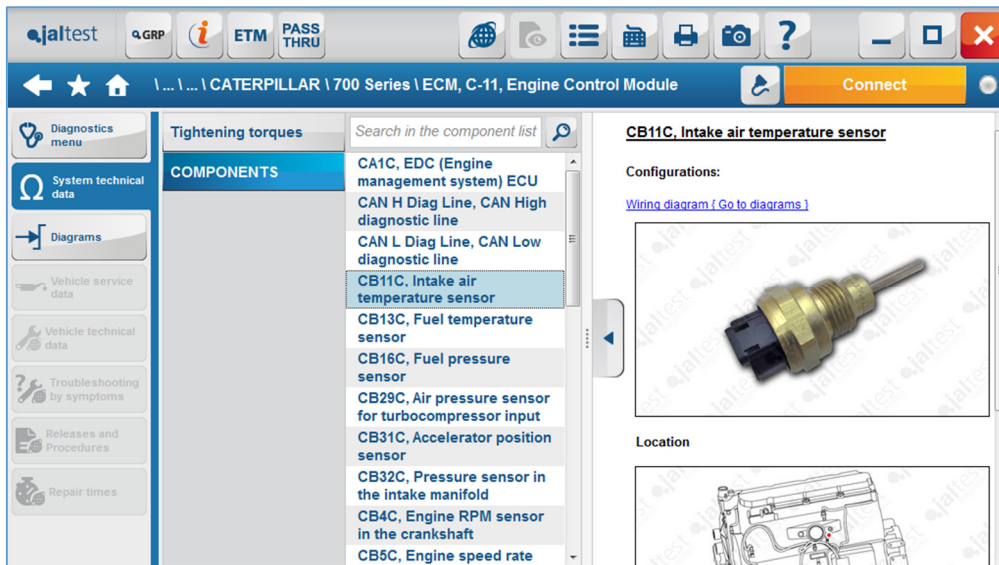 jaltest
GRP
i
ETM
PASS
THRU
?
\ ... \ ... \ CATERPILLAR \ 700 Series \ ECM, C-11, Engine Control Module
Connect
Diagnostics
menu
System technical
data
Diagrams
Vehicle service
data
Vehicle technical
data
Troubleshooting
by symptoms
Releases and
Procedures
Repair times
Tightening torques
COMPONENTS
Search in the component list
CA1C, EDC (Engine
management system) ECU
CAN H Diag Line, CAN High
diagnostic line
CAN L Diag Line, CAN Low
diagnostic line
CB11C, Intake air
temperature sensor
CB13C, Fuel temperature
sensor
CB16C, Fuel pressure
sensor
CB29C, Air pressure sensor
for turbocompressor input
CB31C, Accelerator position
sensor
CB32C, Pressure sensor in
the intake manifold
CB4C, Engine RPM sensor
in the crankshaft
CB5C, Engine speed rate
CB11C, Intake air temperature sensor
Configurations:
Wiring diagram { Go to diagrams }
Location